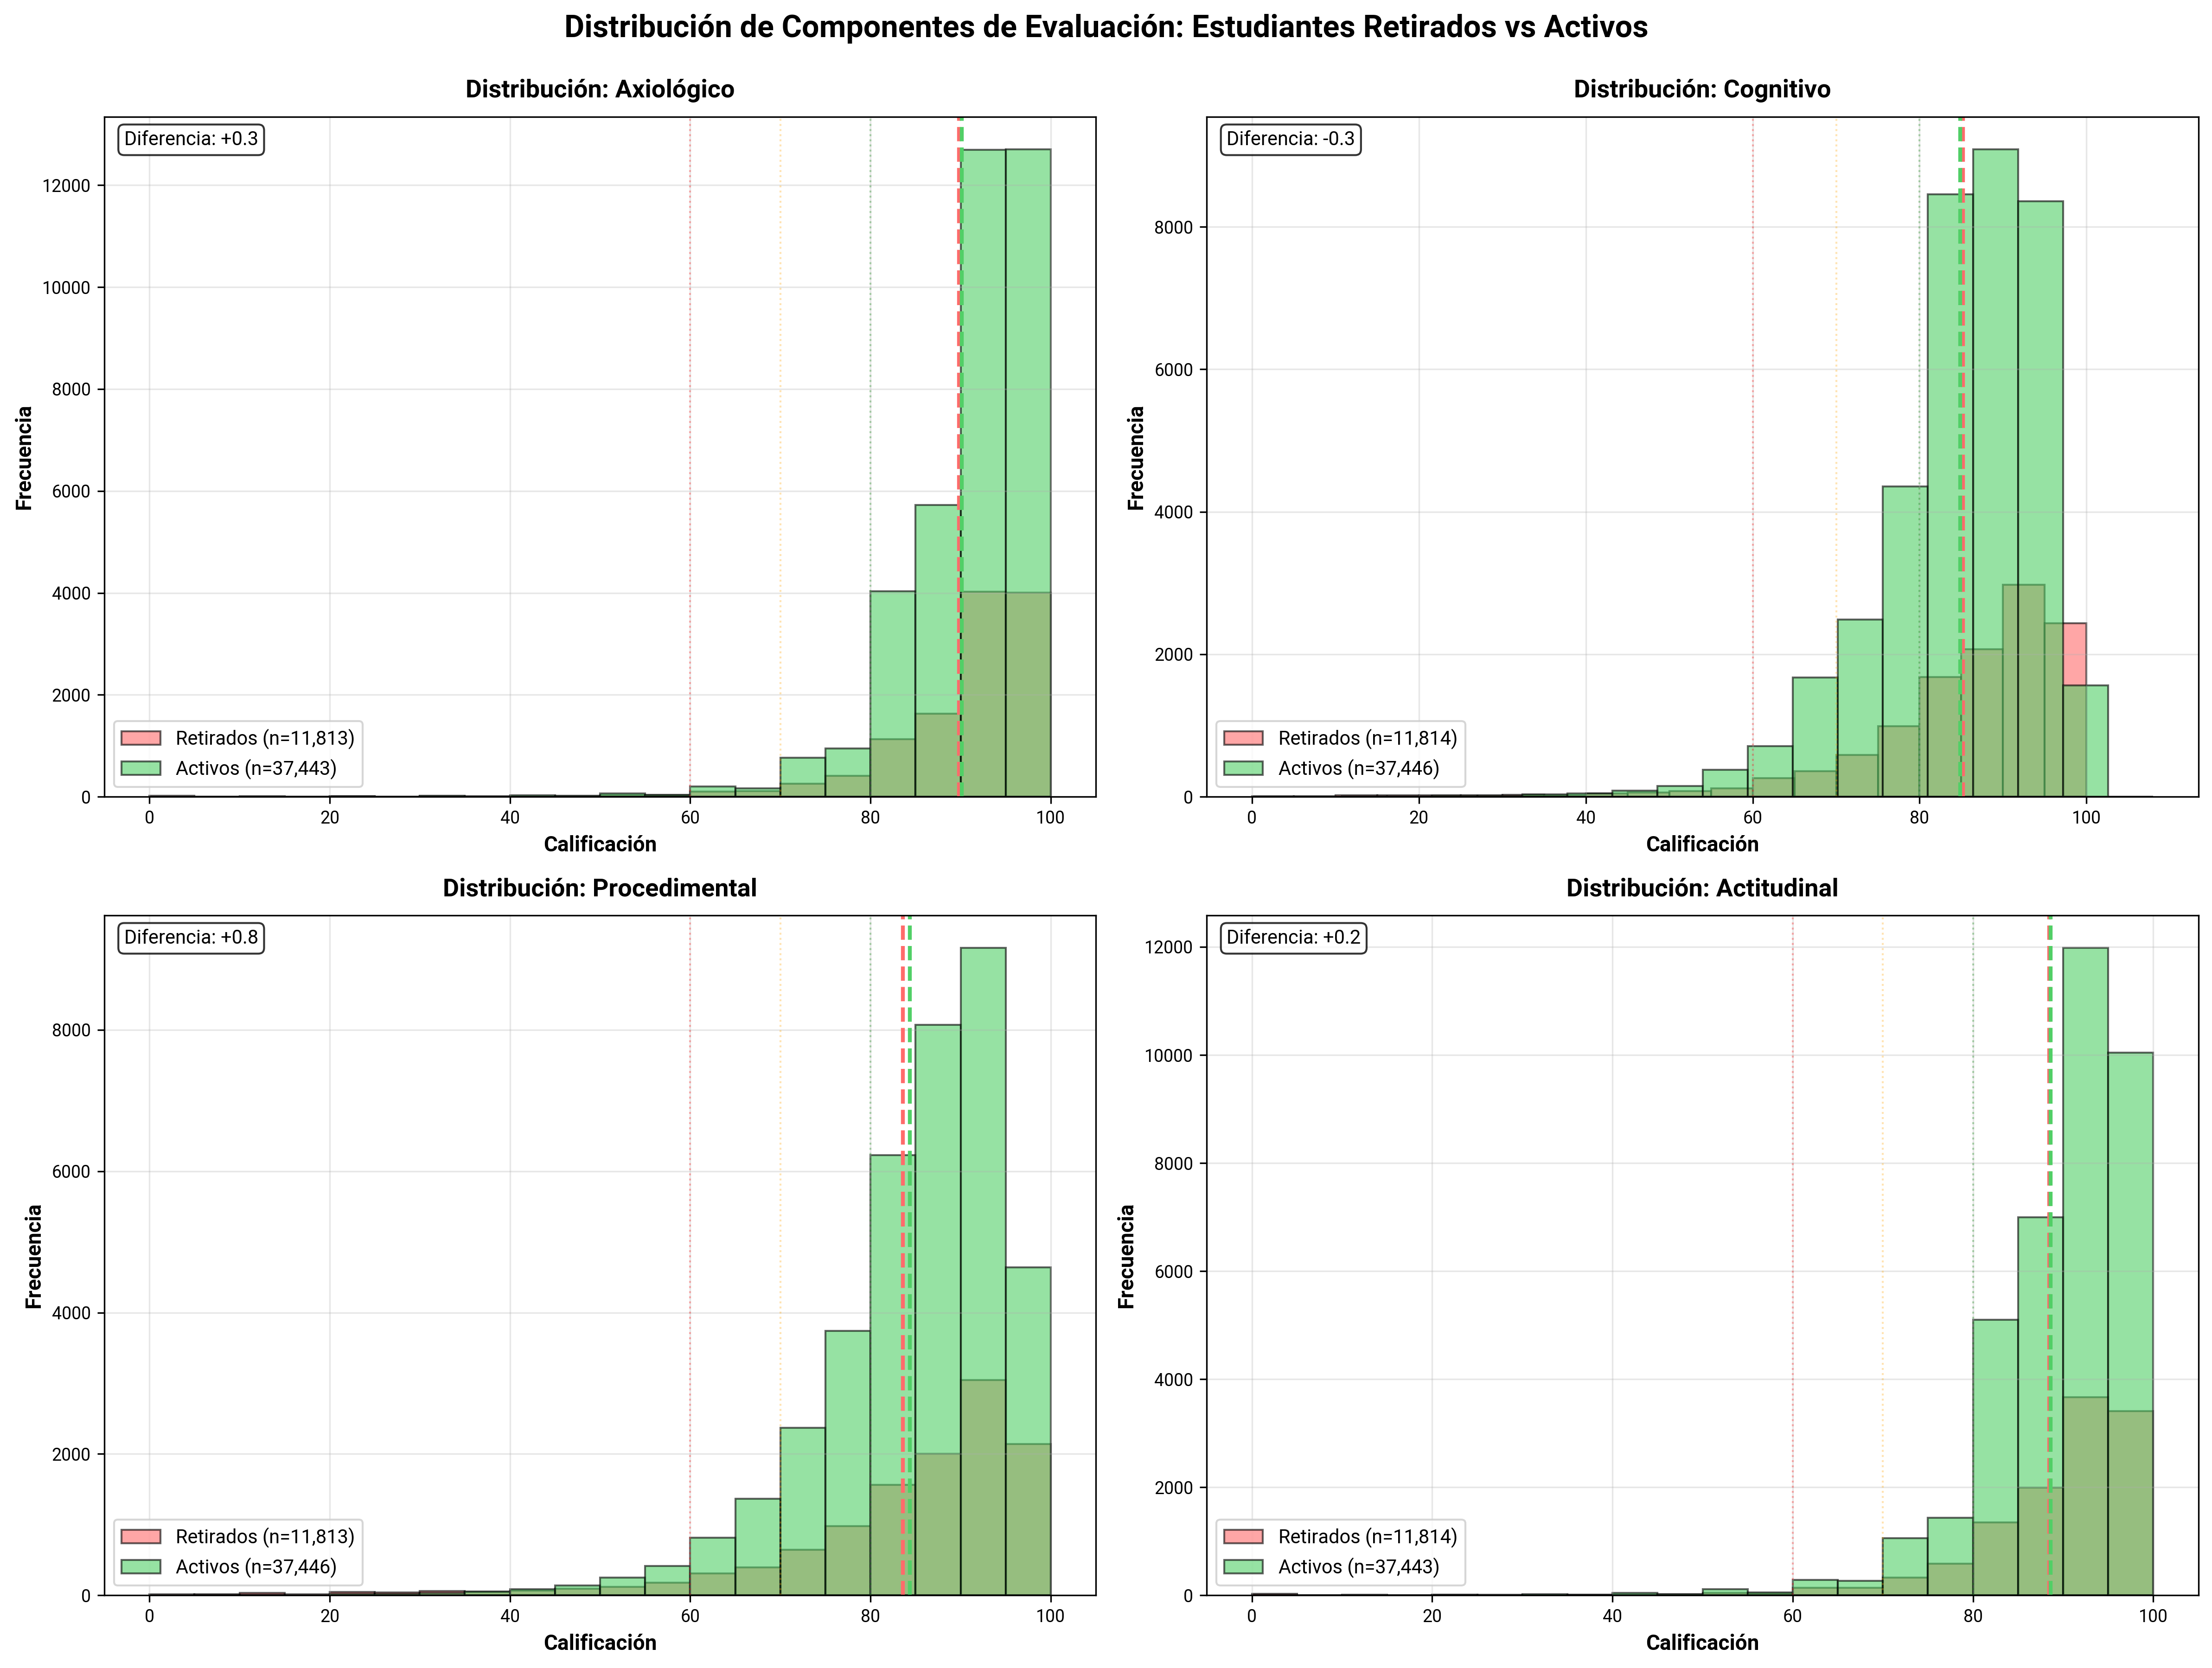 Distribución de Componentes de Evaluación: Estudiantes Retirados vs Activos
Distribución: Axiológico
Diferencia: +0.3
Frecuencia
12000
10000
8000
6000
4000
2000
0
Retirados (n=11,813)
Activos (n=37,443)
0 20 40 60 80 100
Calificación
Distribución: Cognitivo
Diferencia: -0.3
Frecuencia
8000
6000
4000
2000
0
Retirados (n=11,814)
Activos (n=37,446)
0 20 40 60 80 100
Calificación
Distribución: Procedimental
Diferencia: +0.8
Frecuencia
8000
6000
4000
2000
0
Retirados (n=11,813)
Activos (n=37,446)
0 20 40 60 80 100
Calificación
Distribución: Actitudinal
Diferencia: +0.2
Frecuencia
12000
10000
8000
6000
4000
2000
0
Retirados (n=11,814)
Activos (n=37,443)
0 20 40 60 80 100
Calificación